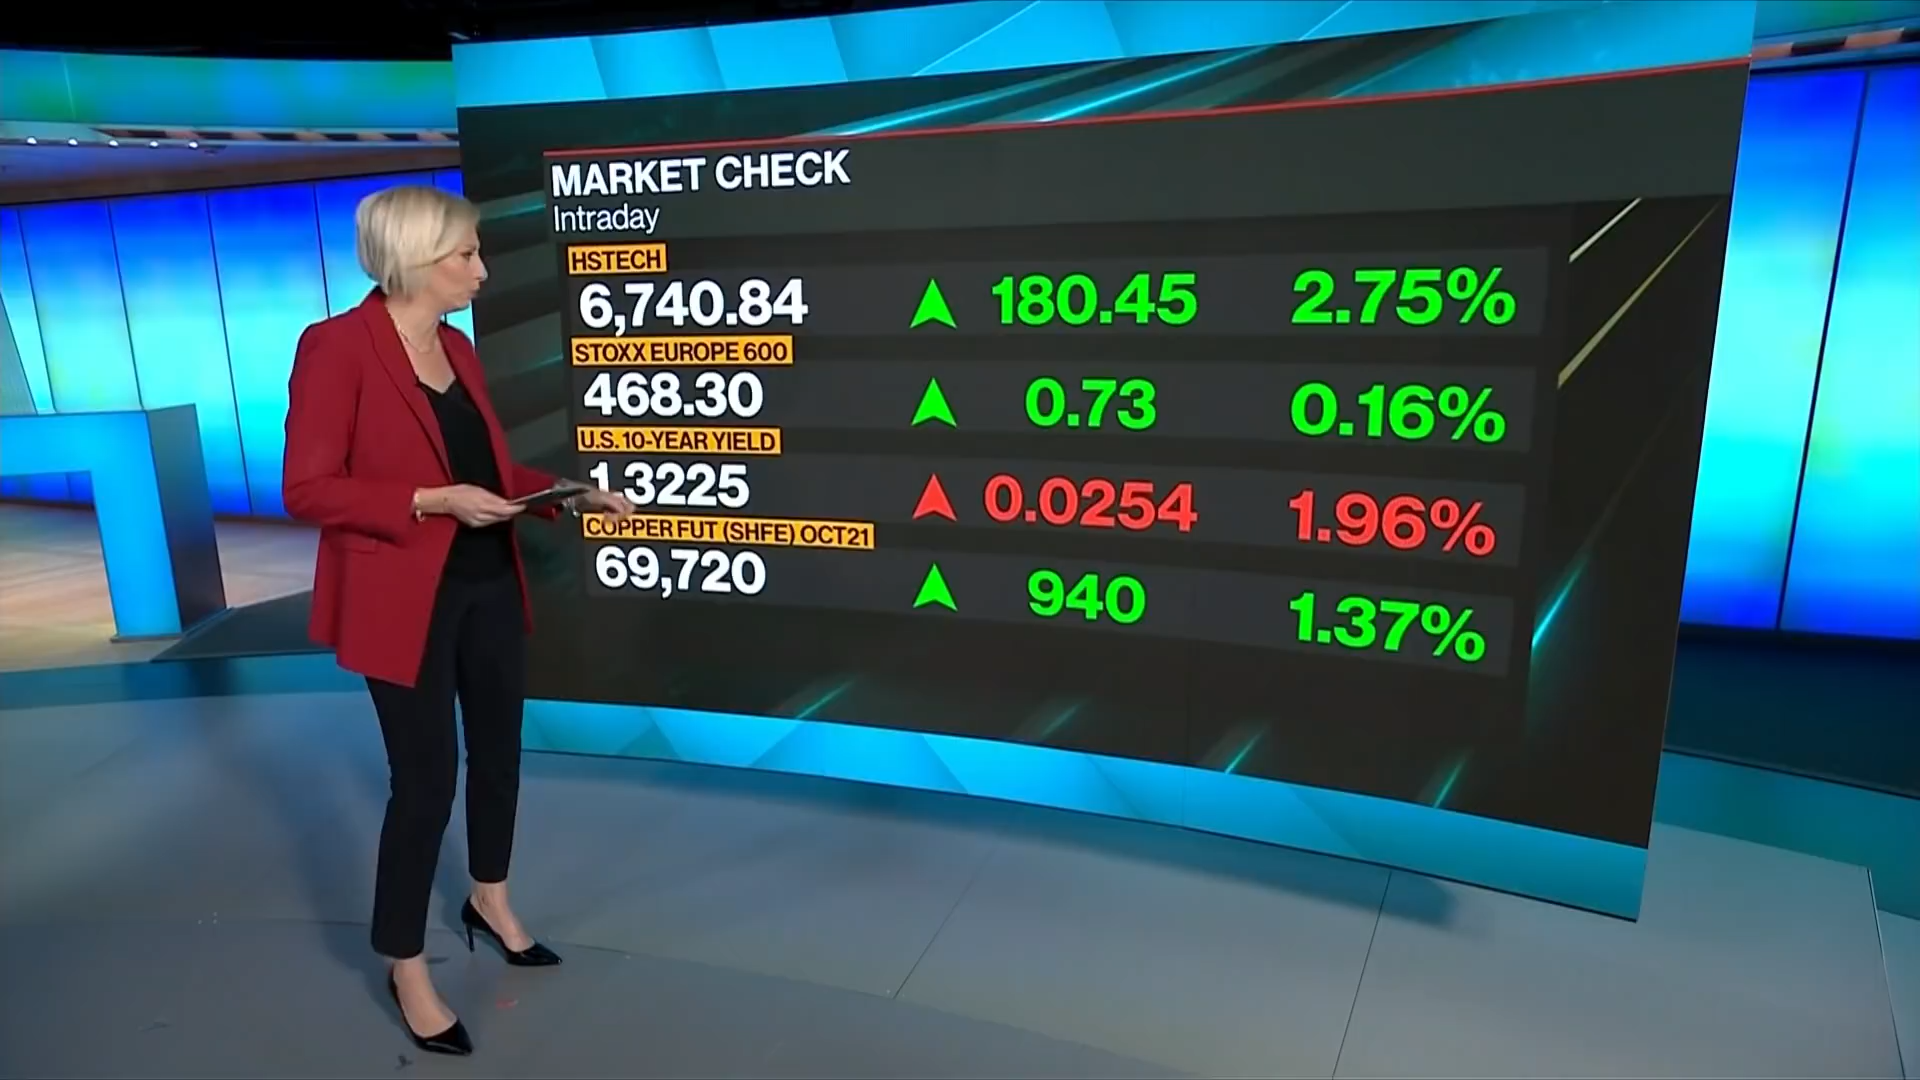 MARKET CHECK
Intraday
HSTECH
6,740.84 180.45 2.75%
STOXX EUROPE 600
468.30 0.73 0.16%
U.S. 10-YEAR YIELD
1.3225 0.0254 1.96%
COPPER FUT (SHFE) OCT21
69,720 940 1.37%